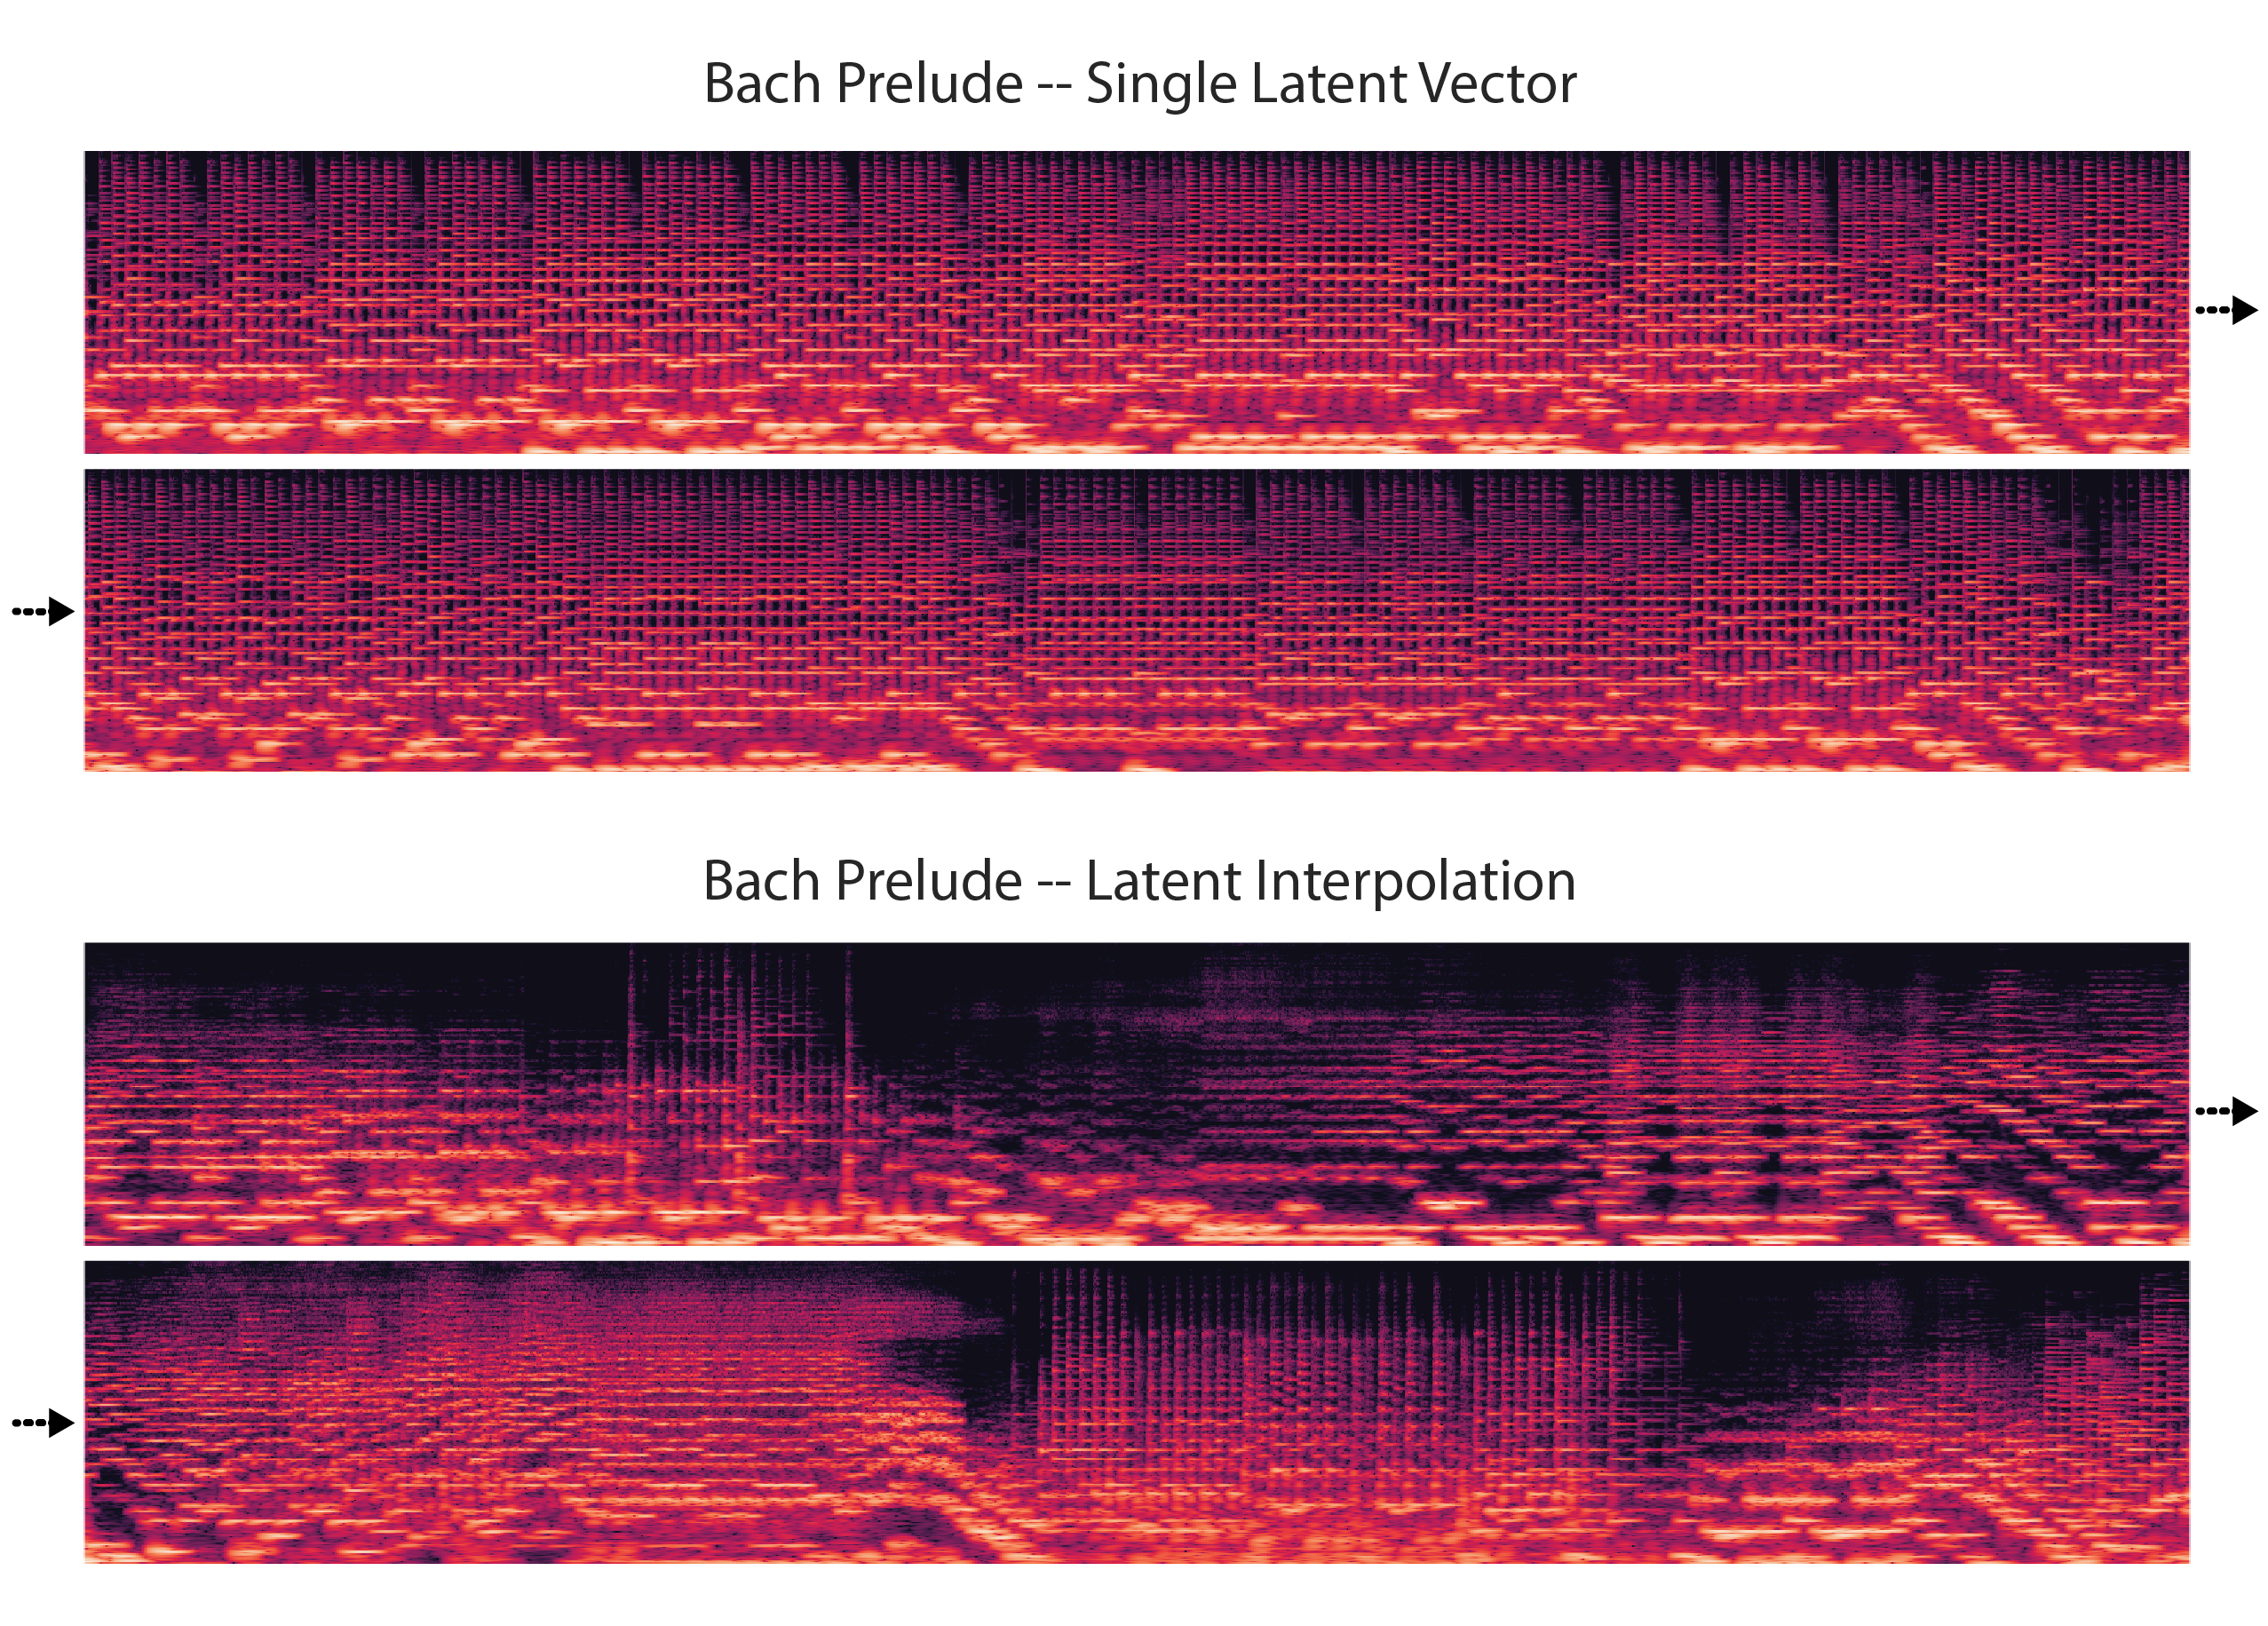 Bach Prelude -- Single Latent Vector
Bach Prelude -- Latent Interpolation